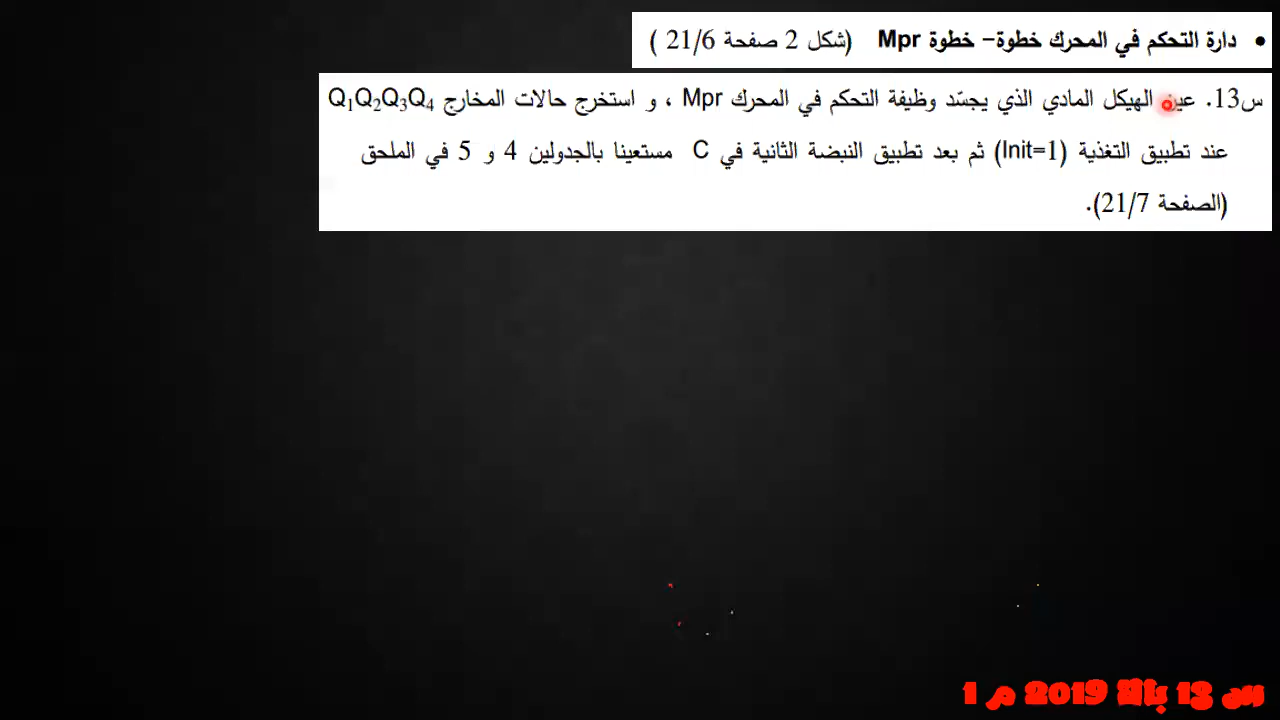 • دارة التحكم في المحرك خطوة- خطوة Mpr (شكل 2 صفحة 21/6 )
س13. عين الهيكل المادي الذي يجسّد وظيفة التحكم في المحرك Mpr ، و استخرج حالات المخارج Q₁Q₂Q₃Q₄
عند تطبيق التغذية (Init=1) ثم بعد تطبيق النبضة الثانية في C مستعينا بالجدولين 4 و 5 في الملحق
(الصفحة 21/7).
س 13 باك 2019 م 1